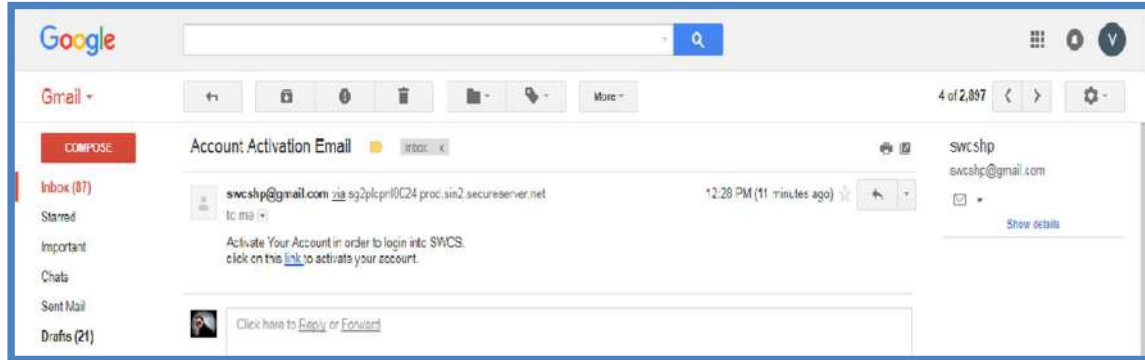 Google
V
Gmail
More
4 of 2,897
COMPOSE
Account Activation Email
Inbox x
swcshp
swcshp@gmail.com
Inbox (87)
swcshp@gmail.com via sg2plcpnl0024.prod.sin2.secureserver.net
12:28 PM (11 minutes ago)
Starred
to me
Show details
Important
Activate Your Account in order to login into SWCS.
click on this link to activate your account.
Chats
Sent Mail
Click here to Reply or Forward
Drafts (21)